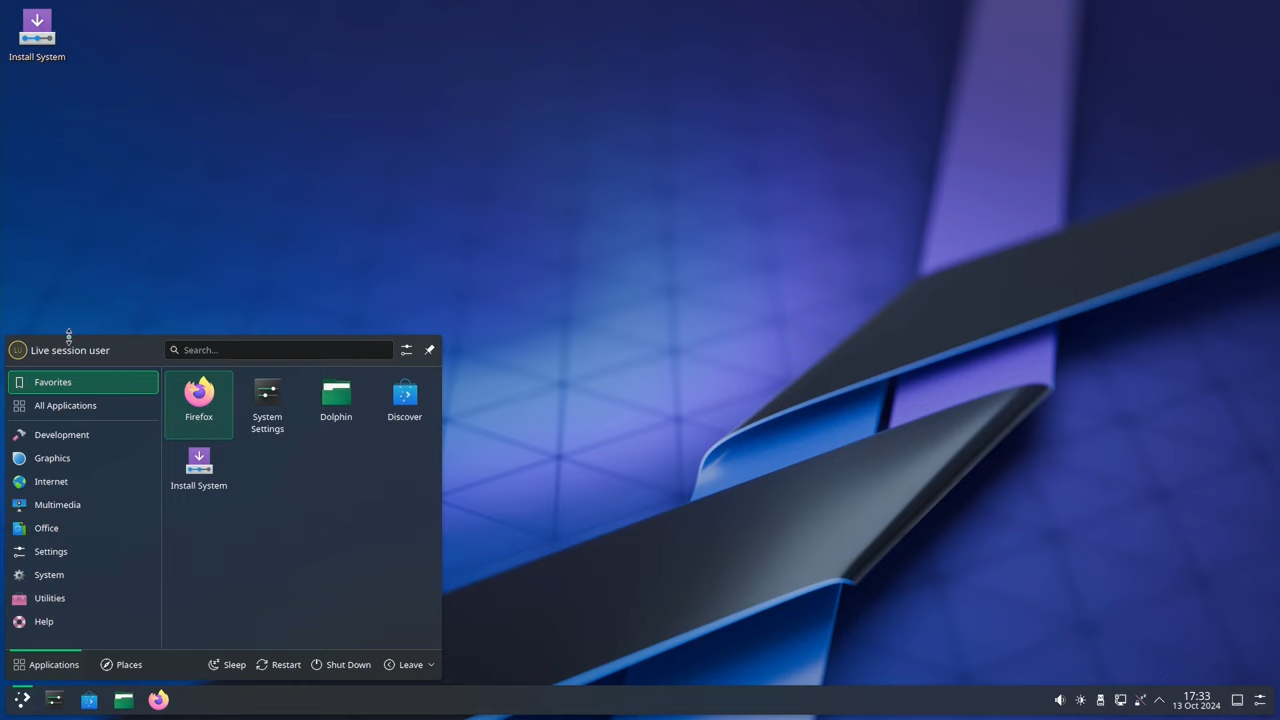 Install System
LU Live session user
Search...
Favorites
All Applications
Development
Graphics
Internet
Multimedia
Office
Settings
System
Utilities
Help
Firefox
System
Settings
Dolphin
Discover
Install System
Applications
Places
Sleep
Restart
Shut Down
Leave
17:33
13 Oct 2024